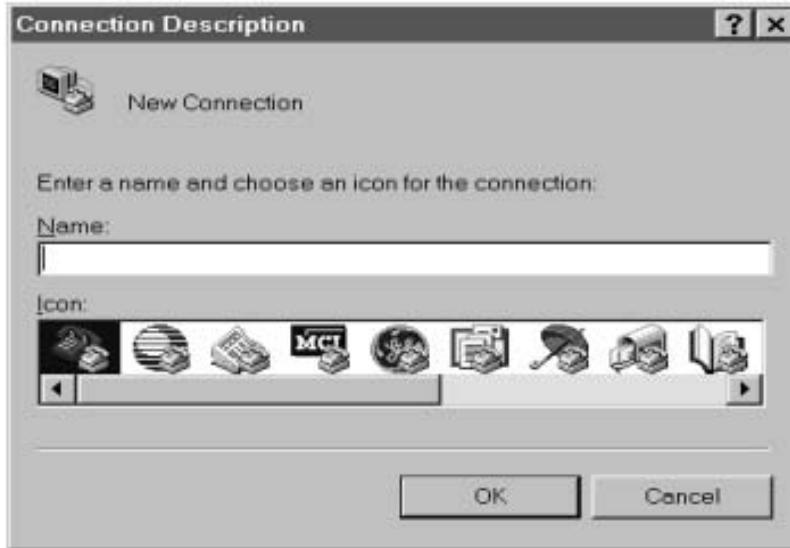 Connection Description
New Connection
Enter a name and choose an icon for the connection:
Name:
Icon:
MCI
OK
Cancel